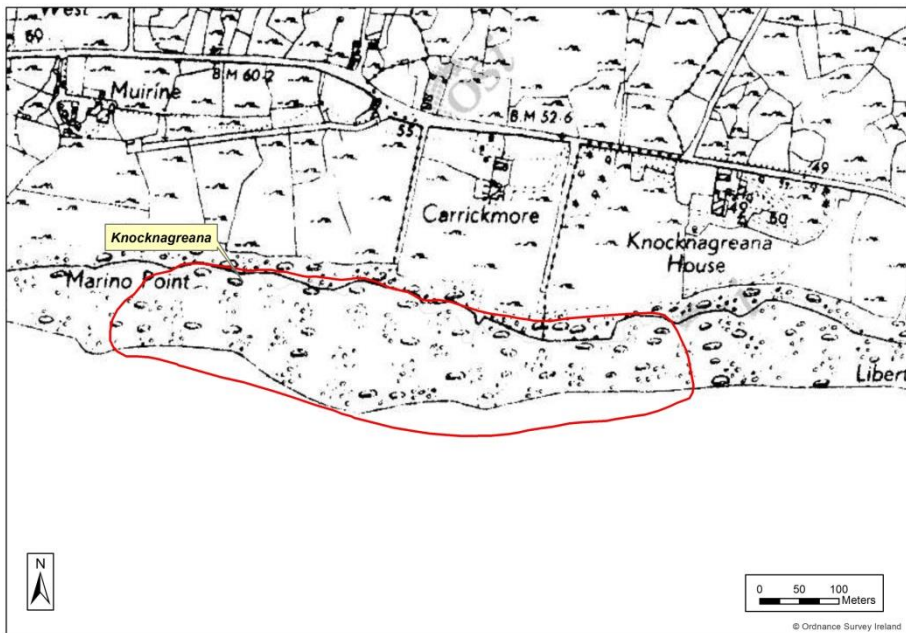 West
60
B M 60·2
Muirine
55
B.M 52·6
49
Carrickmore
49
50
Knocknagreana
House
Knocknagreana
Marino Point
Libert
N
0 50 100
Meters
© Ordnance Survey Ireland